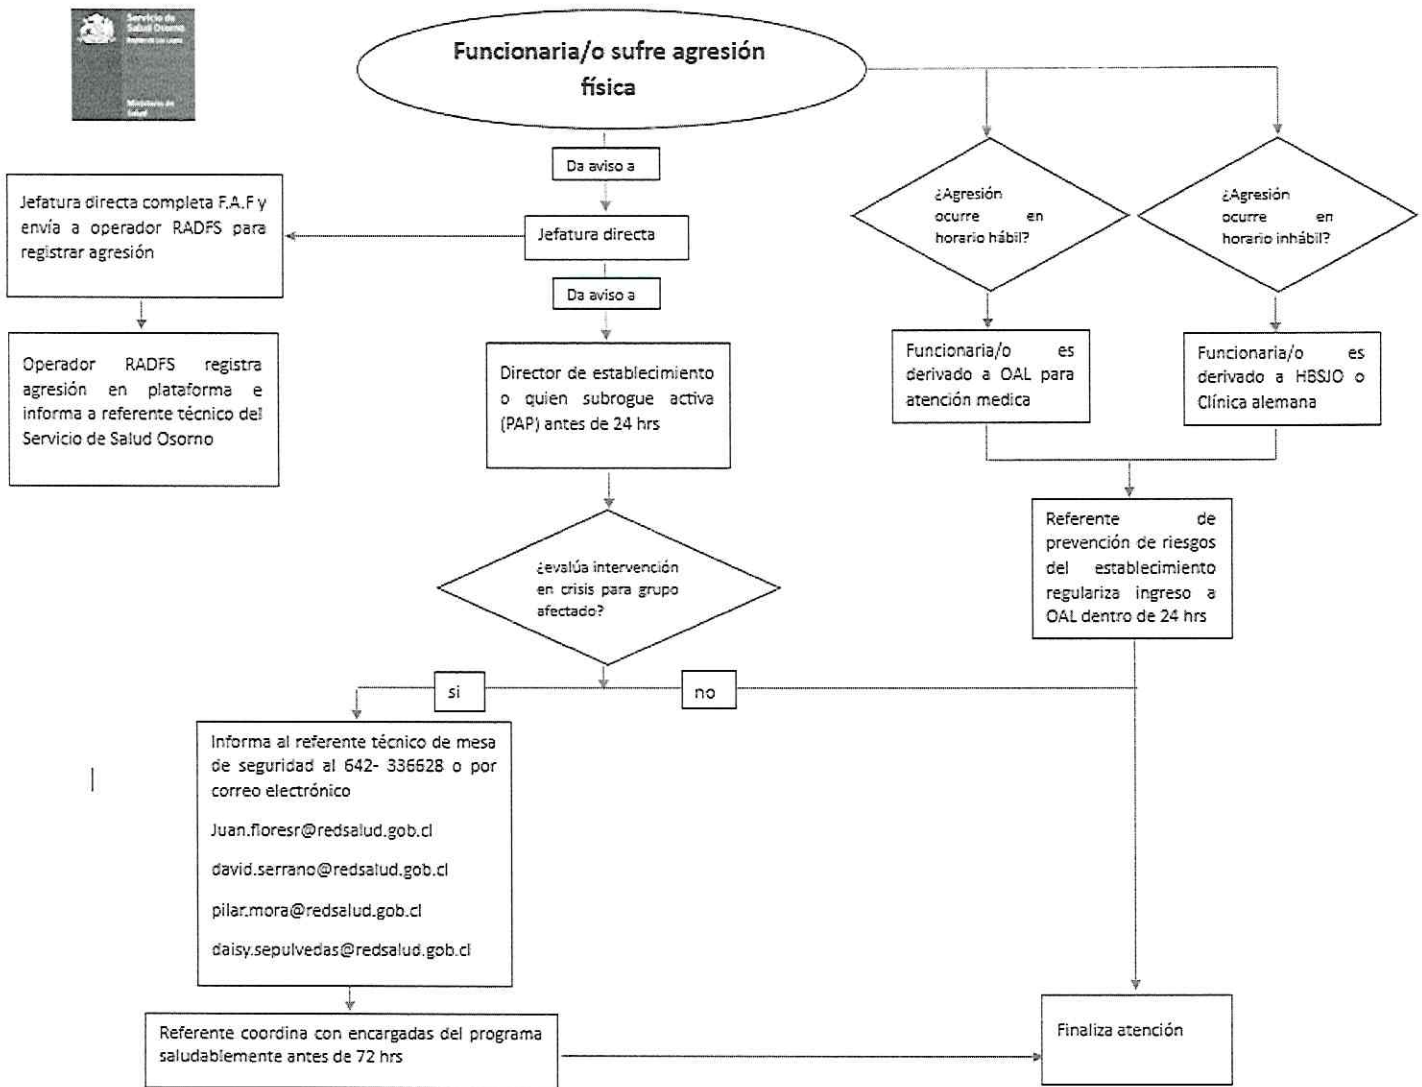 Servicio de
Salud Osorno
Ministerio de
Salud
Funcionaria/o sufre agresión
física
Da aviso a
Jefatura directa
Jefatura directa completa F.A.F y
envía a operador RADFS para
registrar agresión
Operador RADFS registra
agresión en plataforma e
informa a referente técnico del
Servicio de Salud Osorno
Da aviso a
Director de establecimiento
o quien subrogue activa
(PAP) antes de 24 hrs
¿evalúa intervención
en crisis para grupo
afectado?
si
no
Informa al referente técnico de mesa
de seguridad al 642- 336628 o por
correo electrónico
Juan.floresr@redsalud.gob.cl
david.serrano@redsalud.gob.cl
pilar.mora@redsalud.gob.cl
daisy.sepulvedas@redsalud.gob.cl
Referente coordina con encargadas del programa
saludablemente antes de 72 hrs
¿Agresión
ocurre en
horario hábil?
Funcionaria/o es
derivado a OAL para
atención medica
¿Agresión
ocurre en
horario inhábil?
Funcionaria/o es
derivado a HBSJO o
Clínica alemana
Referente de
prevención de riesgos
del establecimiento
regulariza ingreso a
OAL dentro de 24 hrs
Finaliza atención